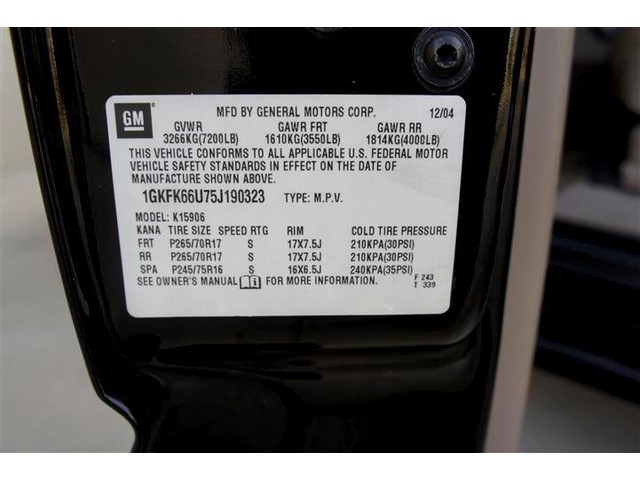 GM ® MFD BY GENERAL MOTORS CORP. 12/04
GVWR GAWR FRT GAWR RR
3266KG(7200LB) 1610KG(3550LB) 1814KG(4000LB)
THIS VEHICLE CONFORMS TO ALL APPLICABLE U.S. FEDERAL MOTOR
VEHICLE SAFETY STANDARDS IN EFFECT ON THE DATE OF
MANUFACTURE SHOWN ABOVE.
1GKFK66U75J190323 TYPE: M.P.V.
MODEL: K15906
KANA TIRE SIZE SPEED RTG RIM COLD TIRE PRESSURE
FRT P265/70R17 S 17X7.5J 210KPA(30PSI)
RR P265/70R17 S 17X7.5J 210KPA(30PSI)
SPA P245/75R16 S 16X6.5J 240KPA(35PSI)
SEE OWNER'S MANUAL i FOR MORE INFORMATION.
F 243
T 339